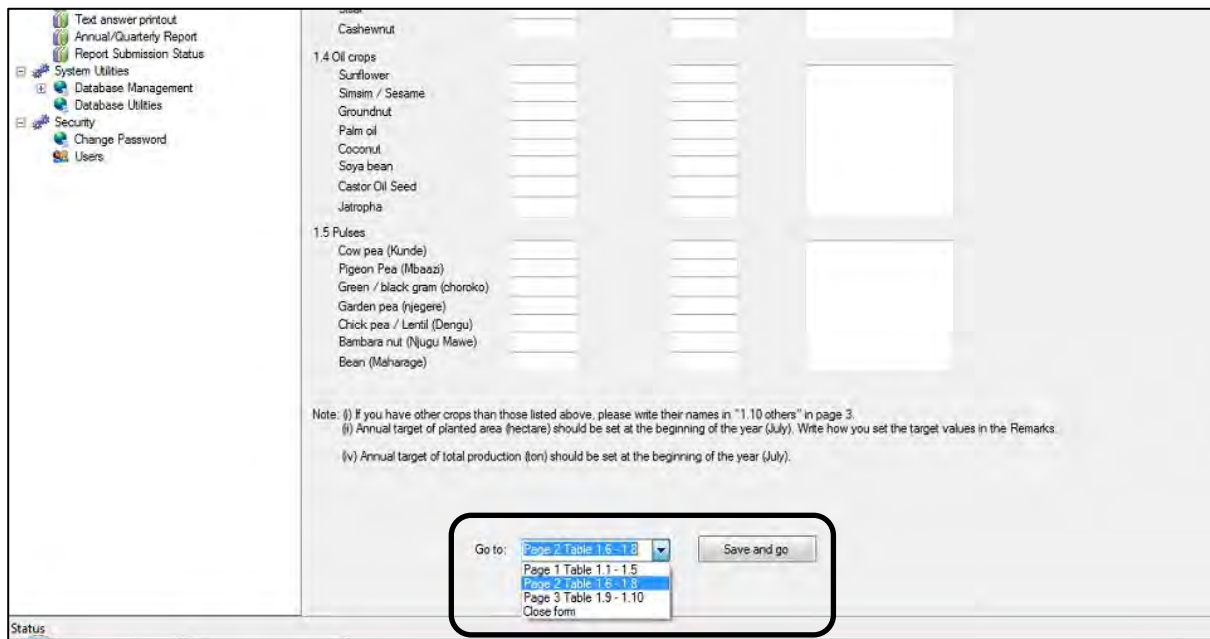 Text answer printout
Annual/Quarterly Report
Report Submission Status
System Utilities
Database Management
Database Utilities
Security
Change Password
Users
Sisal
Cashewnut
1.4 Oil crops
Sunflower
Simsim / Sesame
Groundnut
Palm oil
Coconut
Soya bean
Castor Oil Seed
Jatropha
1.5 Pulses
Cow pea (Kunde)
Pigeon Pea (Mbaazi)
Green / black gram (choroko)
Garden pea (njegere)
Chick pea / Lentil (Dengu)
Bambara nut (Njugu Mawe)
Bean (Maharage)
Note: (i) If you have other crops than those listed above, please write their names in "1.10 others" in page 3.
(ii) Annual target of planted area (hectare) should be set at the beginning of the year (July). Write how you set the target values in the Remarks.
(iv) Annual target of total production (ton) should be set at the beginning of the year (July).
Go to: Page 2 Table 1.6 - 1.8 Save and go
Page 1 Table 1.1 - 1.5
Page 2 Table 1.6 - 1.8
Page 3 Table 1.9 - 1.10
Close form
Status